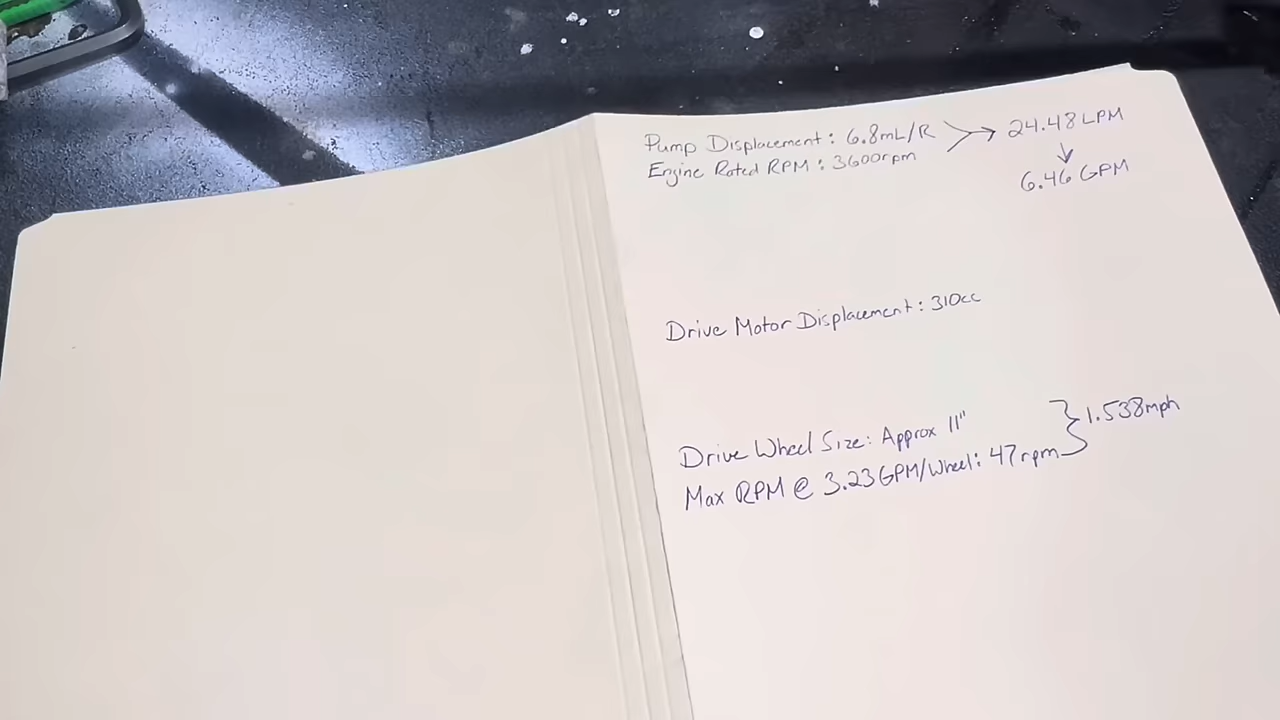 Pump Displacement: 6.8mL/R → 24.48 LPM
Engine Rated RPM: 3600rpm
↓
6.46 GPM
Drive Motor Displacement: 310cc
Drive Wheel Size: Approx 11"
Max RPM @ 3.23GPM/Wheel: 47rpm } 1.538mph